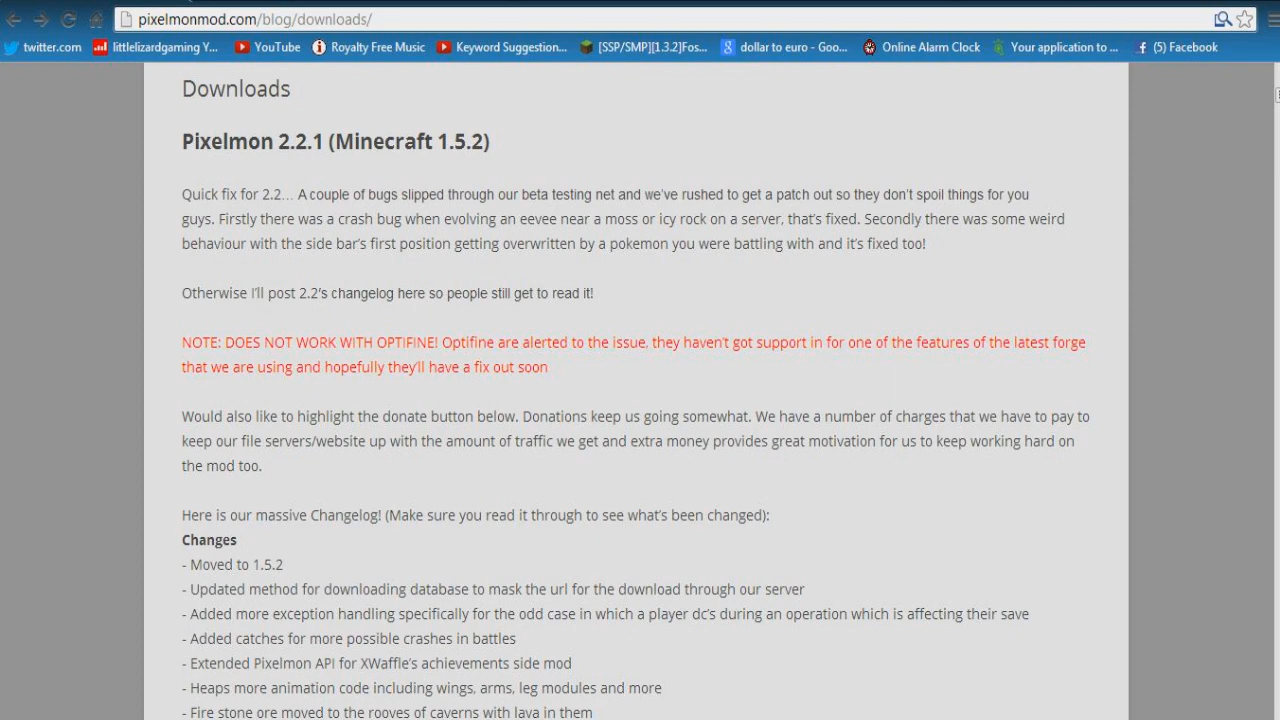 pixelmonmod.com/blog/downloads/
twitter.com
littlelizardgaming Y...
YouTube
Royalty Free Music
Keyword Suggestion...
[SSP/SMP][1.3.2]Fos...
dollar to euro - Goo...
Online Alarm Clock
Your application to ...
(5) Facebook
Downloads
Pixelmon 2.2.1 (Minecraft 1.5.2)
Quick fix for 2.2… A couple of bugs slipped through our beta testing net and we’ve rushed to get a patch out so they don’t spoil things for you
guys. Firstly there was a crash bug when evolving an eevee near a moss or icy rock on a server, that’s fixed. Secondly there was some weird
behaviour with the side bar’s first position getting overwritten by a pokemon you were battling with and it’s fixed too!
Otherwise I’ll post 2.2’s changelog here so people still get to read it!
NOTE: DOES NOT WORK WITH OPTIFINE! Optifine are alerted to the issue, they haven’t got support in for one of the features of the latest forge
that we are using and hopefully they’ll have a fix out soon
Would also like to highlight the donate button below. Donations keep us going somewhat. We have a number of charges that we have to pay to
keep our file servers/website up with the amount of traffic we get and extra money provides great motivation for us to keep working hard on
the mod too.
Here is our massive Changelog! (Make sure you read it through to see what’s been changed):
Changes
- Moved to 1.5.2
- Updated method for downloading database to mask the url for the download through our server
- Added more exception handling specifically for the odd case in which a player dc’s during an operation which is affecting their save
- Added catches for more possible crashes in battles
- Extended Pixelmon API for XWaffle’s achievements side mod
- Heaps more animation code including wings, arms, leg modules and more
- Fire stone ore moved to the rooves of caverns with lava in them